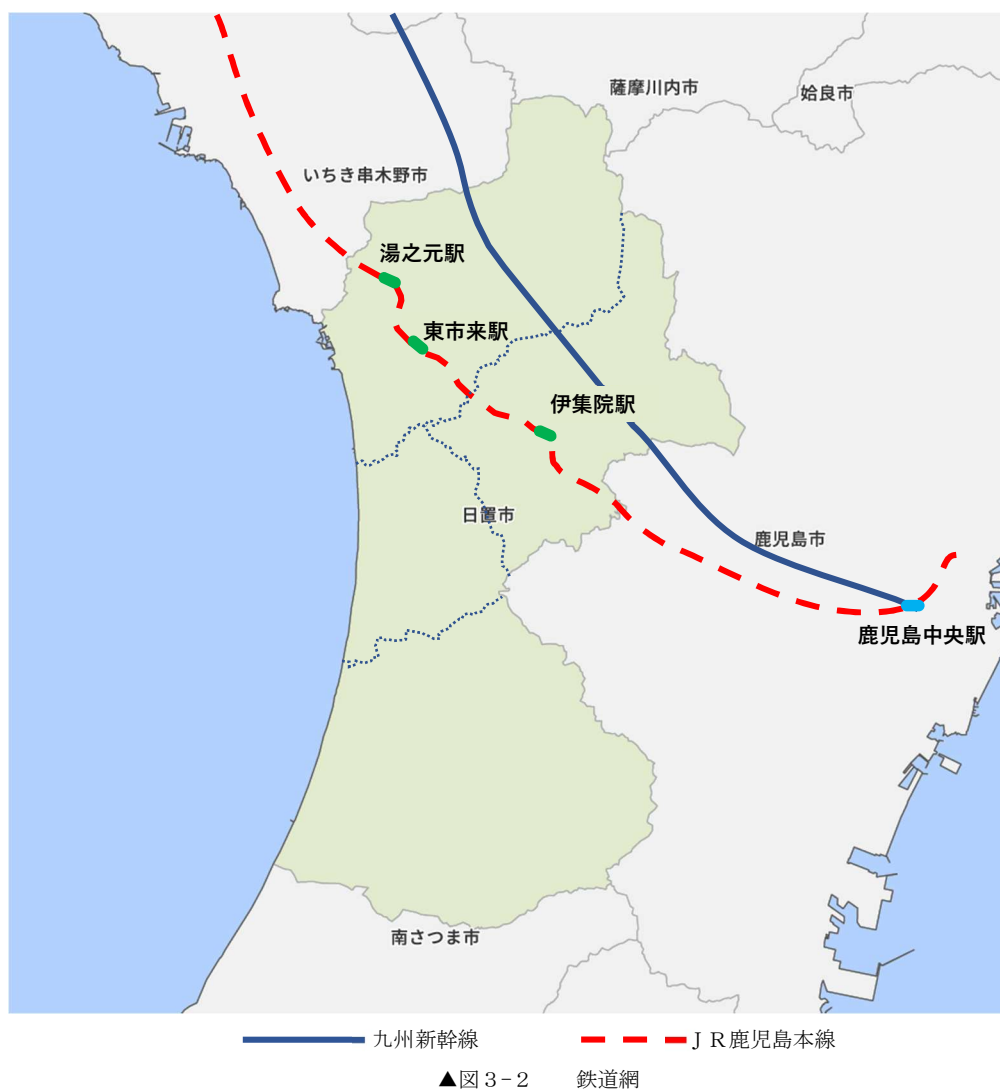 薩摩川内市
姶良市
いちき串木野市
湯之元駅
東市来駅
伊集院駅
日置市
鹿児島市
鹿児島中央駅
南さつま市
九州新幹線
ＪＲ鹿児島本線
▲図３-２　鉄道網